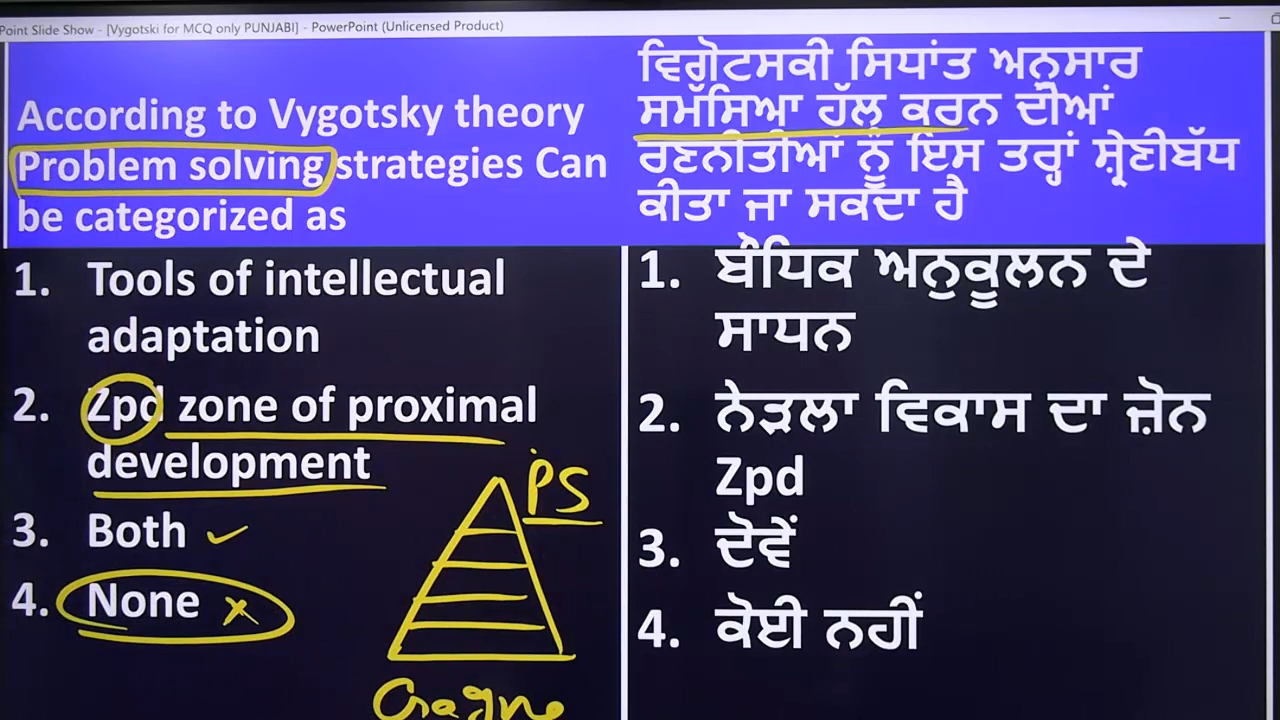 Point Slide Show - [Vygotski for MCQ only PUNJABI] - PowerPoint (Unlicensed Product)
According to Vygotsky theory
Problem solving strategies Can
be categorized as
ਵਿਗੋਟਸਕੀ ਸਿਧਾਂਤ ਅਨੁਸਾਰ
ਸਮੱਸਿਆ ਹੱਲ ਕਰਨ ਦੀਆਂ
ਰਣਨੀਤੀਆਂ ਨੂੰ ਇਸ ਤਰ੍ਹਾਂ ਸ਼੍ਰੇਣੀਬੱਧ
ਕੀਤਾ ਜਾ ਸਕਦਾ ਹੈ
1. Tools of intellectual
adaptation
2. Zpd zone of proximal
development
3. Both
4. None
PS
Gagne
1. ਬੌਧਿਕ ਅਨੁਕੂਲਨ ਦੇ
ਸਾਧਨ
2. ਨੇੜਲਾ ਵਿਕਾਸ ਦਾ ਜ਼ੋਨ
Zpd
3. ਦੋਵੇਂ
4. ਕੋਈ ਨਹੀਂ